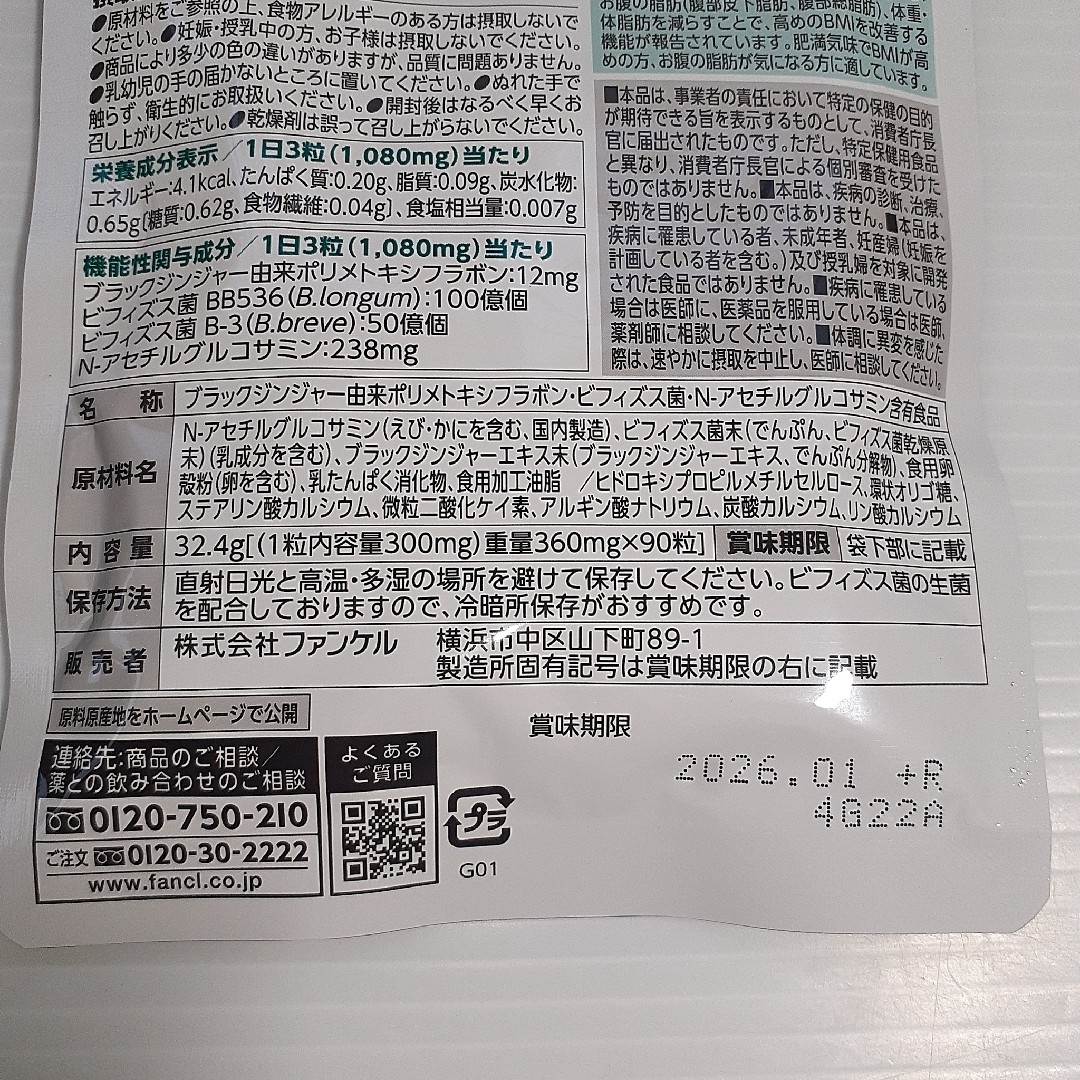 ●原材料をご参照の上、食物アレルギーのある方は摂取しないで
ください。●妊娠・授乳中の方、お子様は摂取しないでください。
●商品により多少の色の違いがありますが、品質に問題ありません。
●乳幼児の手の届かないところに置いてください。●ぬれた手で
触らず、衛生的にお取扱いください。●開封後はなるべく早くお
召し上がりください。●乾燥剤は誤って召し上がらないでください。
栄養成分表示/1日3粒(1,080mg)当たり
エネルギー:4.1kcal、たんぱく質:0.20g、脂質:0.09g、炭水化物:
0.65g〔糖質:0.62g、食物繊維:0.04g〕、食塩相当量:0.007g
機能性関与成分/1日3粒(1,080mg)当たり
ブラックジンジャー由来ポリメトキシフラボン:12mg
ビフィズス菌 BB536(B.longum):100億個
ビフィズス菌 B-3(B.breve):50億個
N-アセチルグルコサミン:238mg
お腹の脂肪(腹部皮下脂肪、腹部総脂肪)、体重・
体脂肪を減らすことで、高めのBMIを改善する
機能が報告されています。肥満気味でBMIが高
めの方、お腹の脂肪が気になる方に適しています。
■本品は、事業者の責任において特定の保健の目的
が期待できる旨を表示するものとして、消費者庁長
官に届出されたものです。ただし、特定保健用食品
と異なり、消費者庁長官による個別審査を受けた
ものではありません。■本品は、疾病の診断、治療、
予防を目的としたものではありません。■本品は、
疾病に罹患している者、未成年者、妊産婦(妊娠を
計画している者を含む。)及び授乳婦を対象に開発
された食品ではありません。■疾病に罹患している
場合は医師に、医薬品を服用している場合は医師、
薬剤師に相談してください。■体調に異変を感じた
際は、速やかに摂取を中止し、医師に相談してください。
名 称 ブラックジンジャー由来ポリメトキシフラボン・ビフィズス菌・N-アセチルグルコサミン含有食品
原材料名 N-アセチルグルコサミン(えび・かにを含む、国内製造)、ビフィズス菌末(でんぷん、ビフィズス菌乾燥原
末)(乳成分を含む)、ブラックジンジャーエキス末(ブラックジンジャーエキス、でんぷん分解物)、食用卵
殻粉(卵を含む)、乳たんぱく消化物、食用加工油脂 /ヒドロキシプロピルメチルセルロース、環状オリゴ糖、
ステアリン酸カルシウム、微粒二酸化ケイ素、アルギン酸ナトリウム、炭酸カルシウム、リン酸カルシウム
内容量 32.4g[(1粒内容量300mg)重量360mg×90粒] 賞味期限 袋下部に記載
保存方法 直射日光と高温・多湿の場所を避けて保存してください。ビフィズス菌の生菌
を配合しておりますので、冷暗所保存がおすすめです。
販売者 株式会社ファンケル 横浜市中区山下町89-1
製造所固有記号は賞味期限の右に記載
原料原産地をホームページで公開
連絡先:商品のご相談/
薬との飲み合わせのご相談
0120-750-210
ご注文 0120-30-2222
www.fancl.co.jp
よくある
ご質問
プラ
G01
賞味期限
2026.01 +R
4G22A